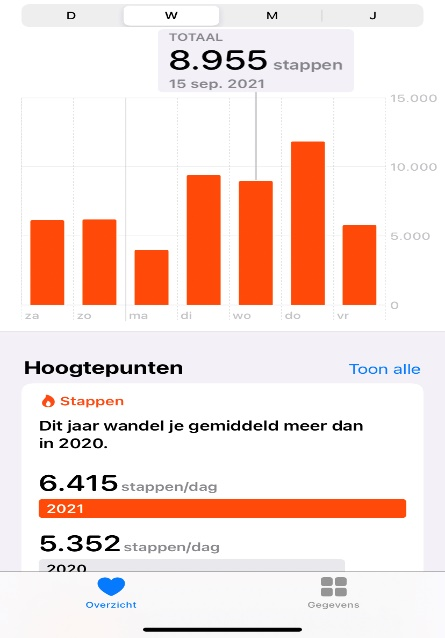 D W M J
TOTAAL
8.955 stappen
15 sep. 2021
15.000
10.000
5.000
0
za zo ma di wo do vr
Hoogtepunten Toon alle
Stappen
Dit jaar wandel je gemiddeld meer dan
in 2020.
6.415 stappen/dag
2021
5.352 stappen/dag
2020
Overzicht Gegevens